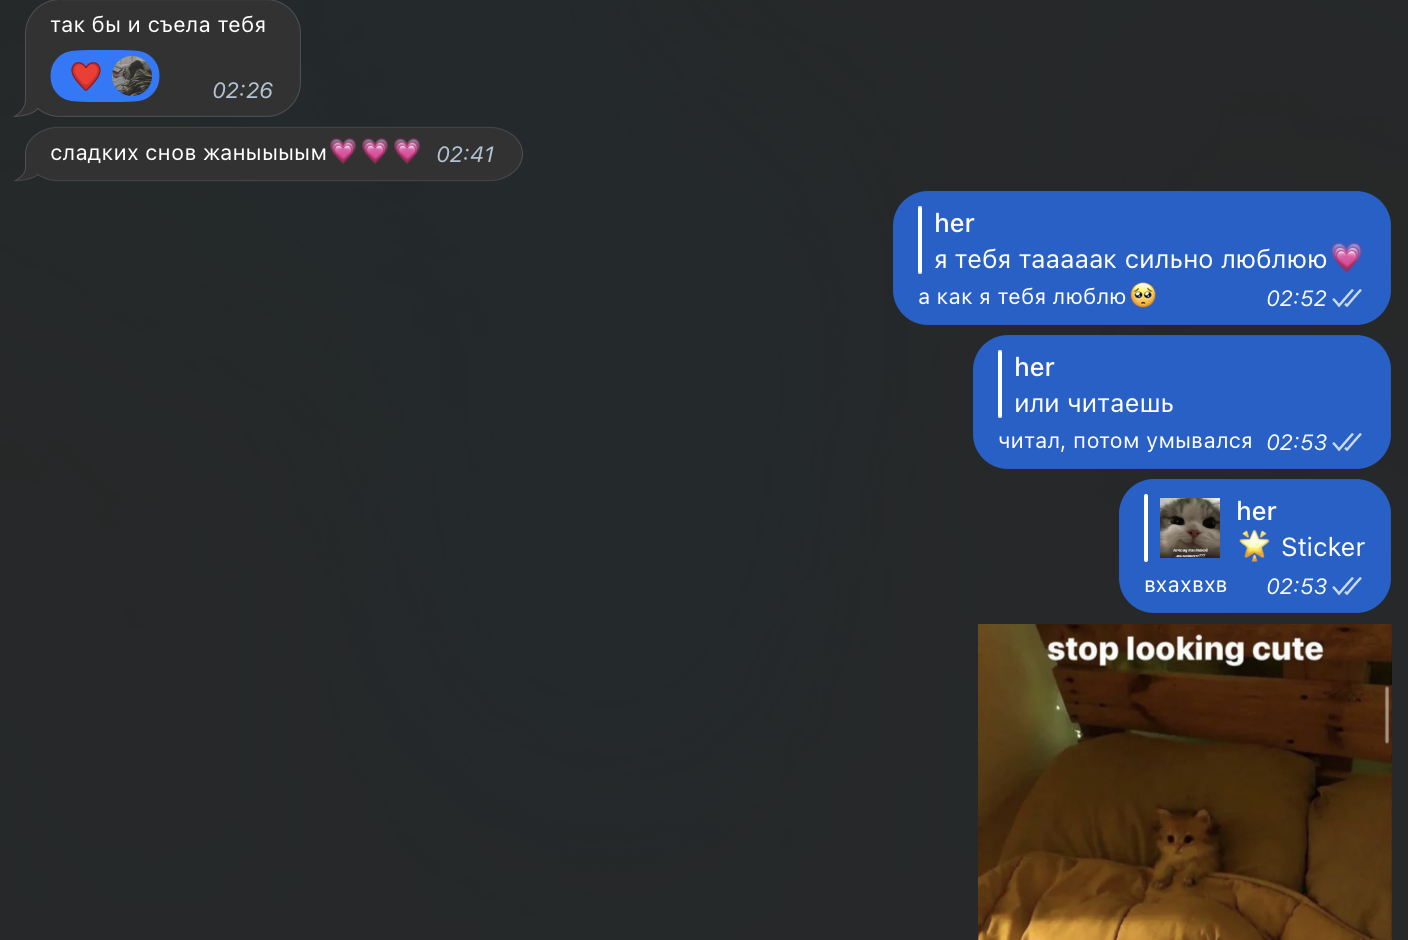 так бы и съела тебя
❤️
02:26
сладких снов жаныыыым💗💗💗 02:41
her
я тебя тааааак сильно люблюю💗
а как я тебя люблю🥺 02:52
her
или читаешь
читал, потом умывался 02:53
her
🌟 Sticker
вхахвхв 02:53
stop looking cute